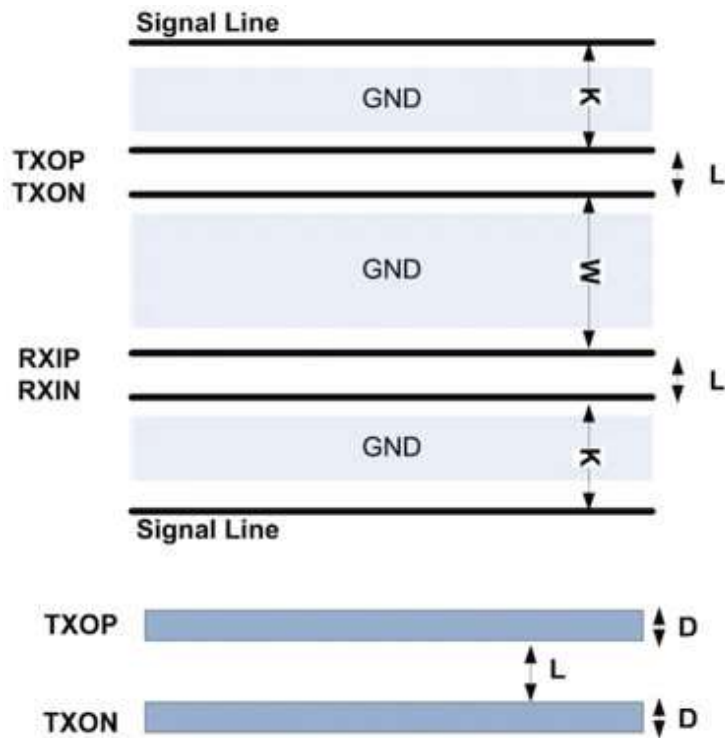 Signal Line
K
GND
TXOP
L
TXON
GND
W
RXIP
L
RXIN
GND
K
Signal Line
TXOP
D
L
TXON
D